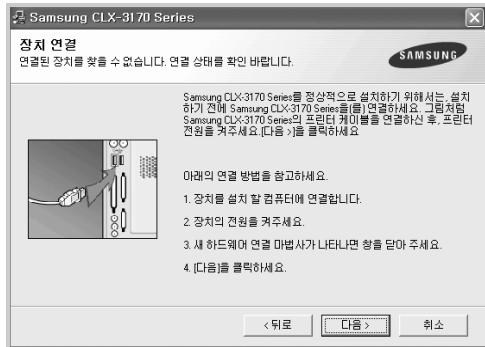 Samsung CLX-3170 Series
장치 연결
연결된 장치를 찾을 수 없습니다. 연결 상태를 확인 바랍니다.
SAMSUNG
Samsung CLX-3170 Series를 정상적으로 설치하기 위해서는, 설치
하기 전에 Samsung CLX-3170 Series을(를) 연결하세요. 그림처럼
Samsung CLX-3170 Series의 프린터 케이블을 연결하신 후, 프린터
전원을 켜주세요.[다음 >]을 클릭하세요
아래의 연결 방법을 참고하세요.
1. 장치를 설치 할 컴퓨터에 연결합니다.
2. 장치의 전원을 켜주세요.
3. 새 하드웨어 연결 마법사가 나타나면 창을 닫아 주세요.
4. [다음]을 클릭하세요.
< 뒤로 다음 > 취소